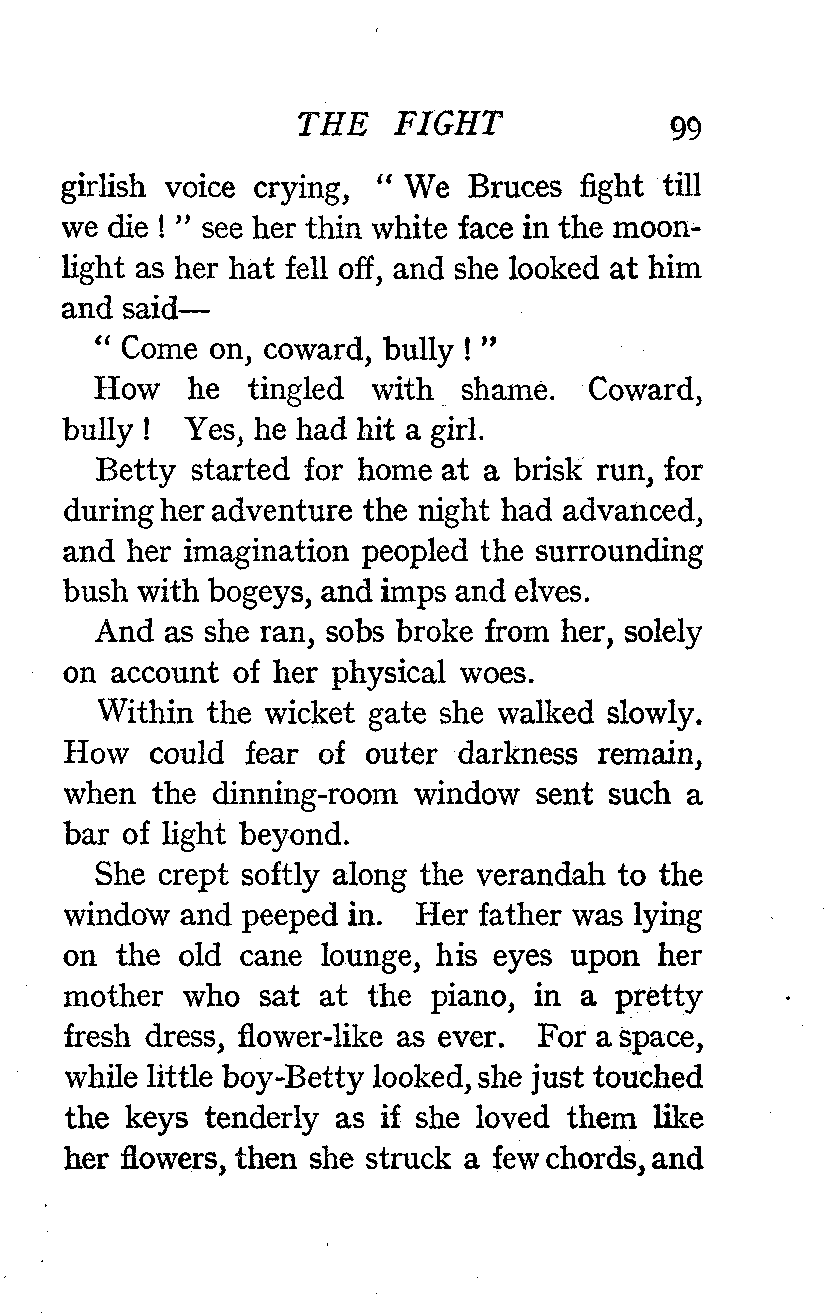 THE FIGHT 99
girlish voice crying, “ We Bruces fight till
we die ! ” see her thin white face in the moon-
light as her hat fell off, and she looked at him
and said—
“ Come on, coward, bully ! ”
How he tingled with shame. Coward,
bully ! Yes, he had hit a girl.
Betty started for home at a brisk run, for
during her adventure the night had advanced,
and her imagination peopled the surrounding
bush with bogeys, and imps and elves.
And as she ran, sobs broke from her, solely
on account of her physical woes.
Within the wicket gate she walked slowly.
How could fear of outer darkness remain,
when the dinning-room window sent such a
bar of light beyond.
She crept softly along the verandah to the
window and peeped in. Her father was lying
on the old cane lounge, his eyes upon her
mother who sat at the piano, in a pretty
fresh dress, flower-like as ever. For a space,
while little boy-Betty looked, she just touched
the keys tenderly as if she loved them like
her flowers, then she struck a few chords, and